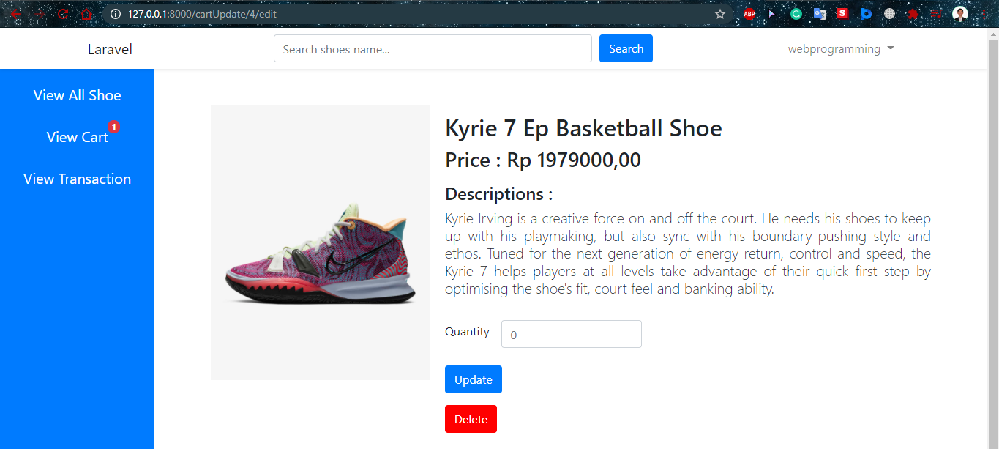 127.0.0.1:8000/cartUpdate/4/edit
ABP
G
S
Laravel
Search shoes name...
Search
webprogramming
View All Shoe
View Cart 1
View Transaction
Kyrie 7 Ep Basketball Shoe
Price : Rp 1979000,00
Descriptions :
Kyrie Irving is a creative force on and off the court. He needs his shoes to keep
up with his playmaking, but also sync with his boundary-pushing style and
ethos. Tuned for the next generation of energy return, control and speed, the
Kyrie 7 helps players at all levels take advantage of their quick first step by
optimising the shoe's fit, court feel and banking ability.
Quantity 0
Update
Delete